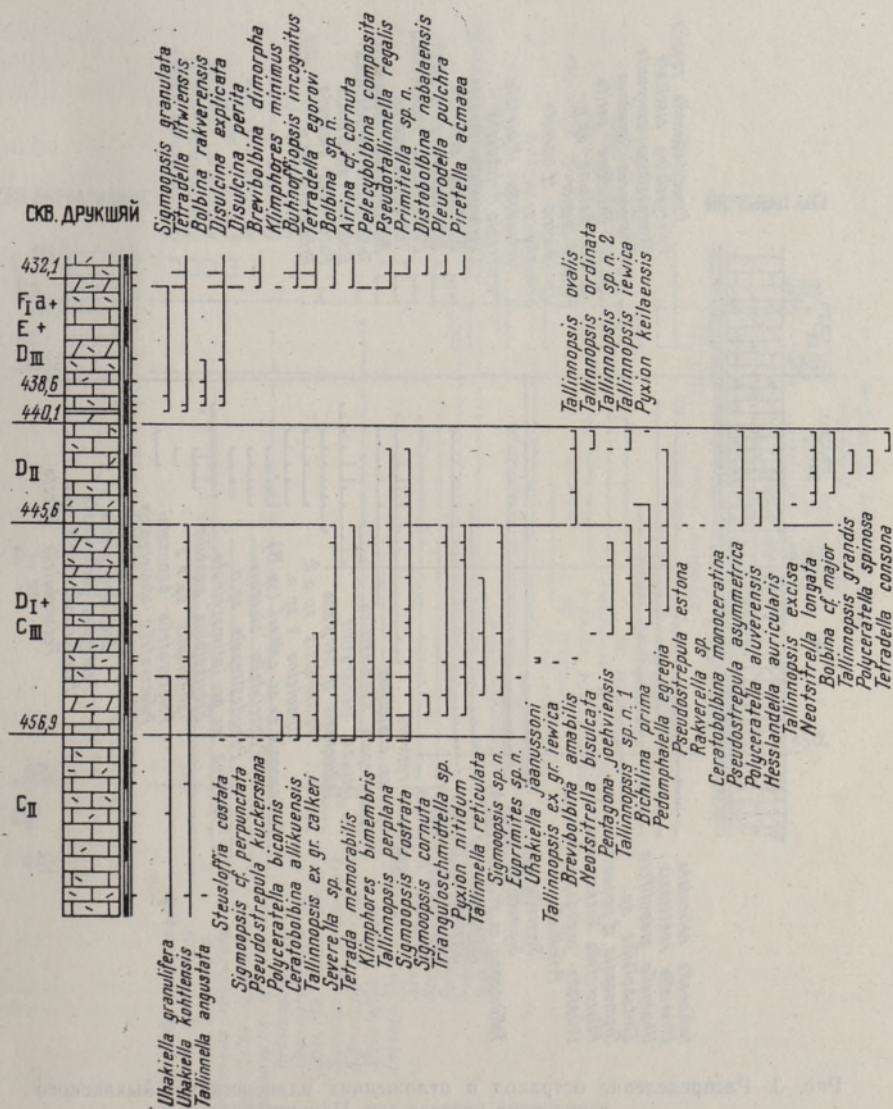 СКВ. ДРУКШЯЙ
432,1
FIa+
E+
DIII
438,6
440,1
DII
445,6
DI+
CIII
456,9
CII
Sigmoopsis granulata
Tetradella litwiensis
Bolbina rakverensis
Disulcina explicata
Disulcina perita
Brevibolbina dimorpha
Klimphores minimus
Buhhoffiopsis incognitus
Tetradella egorovi
Bolbina sp. n.
Airina cf. cornuta
Pelecybolbina composita
Pseudotallinnella regalis
Primitiella sp. n.
Distobolbina nabalaensis
Pleurodella pulchra
Piretella acmaea
Tallinnopsis ovalis
Tallinnopsis ordinata
Tallinnopsis sp. n. 2
Tallinnopsis iewica
Pyxion keilaensis
Uhakiella granulifera
Uhakiella kohtlensis
Tallinnella angustata
Steusloffia costata
Sigmoopsis cf. perpunctata
Pseudostrepula kuckersiana
Polyceratella bicornis
Ceratobolbina allikuensis
Tallinnopsis ex gr. calkeri
Severella sp.
Tetrada memorabilis
Klimphores bimembris
Tallinnopsis perplana
Sigmoopsis rostrata
Sigmoopsis cornuta
Trianguloschmidtella sp.
Pyxion nitidum
Tallinnella reticulata
Sigmoopsis sp. n.
Euprimites sp. n.
Uhakiella jaanussoni
Tallinnopsis ex gr. iewica
Brevibolbina amabilis
Neotsitrella bisulcata
Pentagona joehviensis
Tallinnopsis sp. n. 1
Bichilina prima
Pedomphalella egregia
Pseudostrepula estona
Rakverella sp.
Ceratobolbina monoceratina
Pseudostrepula asymmetrica
Polyceratella aluverensis
Hesslandella auricularis
Tallinnopsis excisa
Neotsitrella longata
Bolbina cf. major
Tallinnopsis grandis
Polyceratella spinosa
Tetradella consona